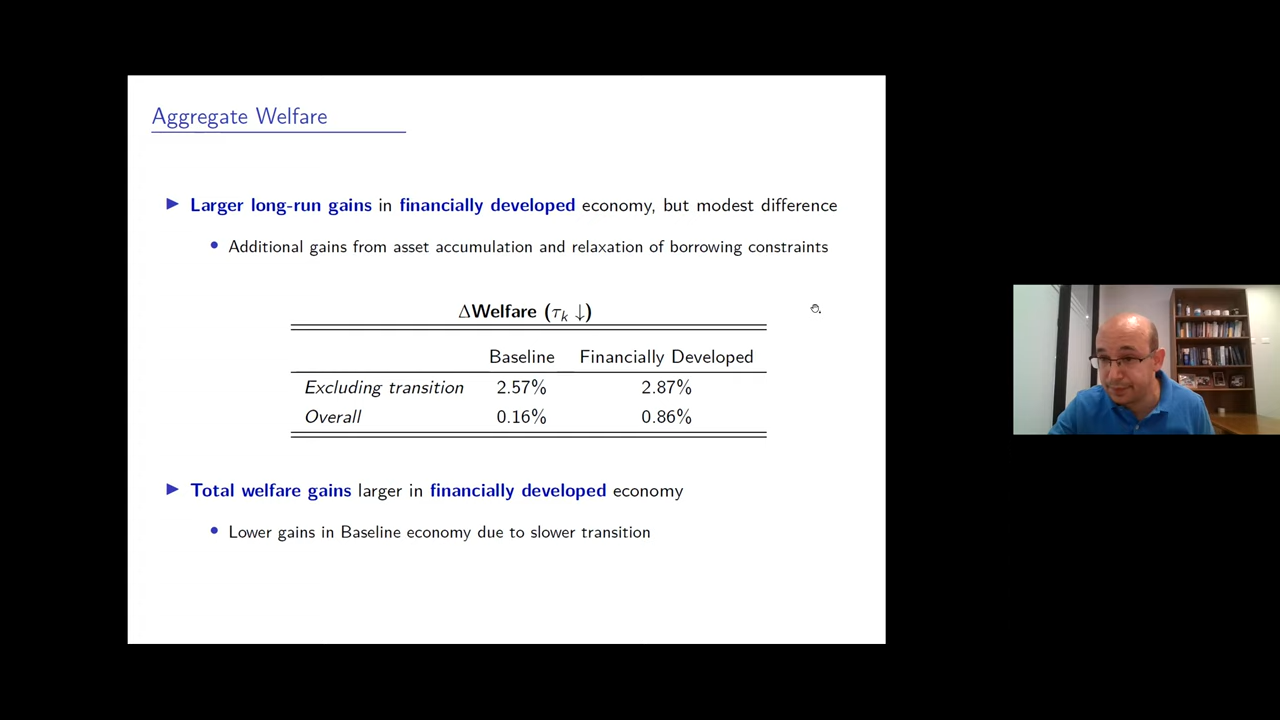 Aggregate Welfare
▶ Larger long-run gains in financially developed economy, but modest difference
• Additional gains from asset accumulation and relaxation of borrowing constraints
ΔWelfare (τk ↓)
Baseline Financially Developed
Excluding transition 2.57% 2.87%
Overall 0.16% 0.86%
▶ Total welfare gains larger in financially developed economy
• Lower gains in Baseline economy due to slower transition